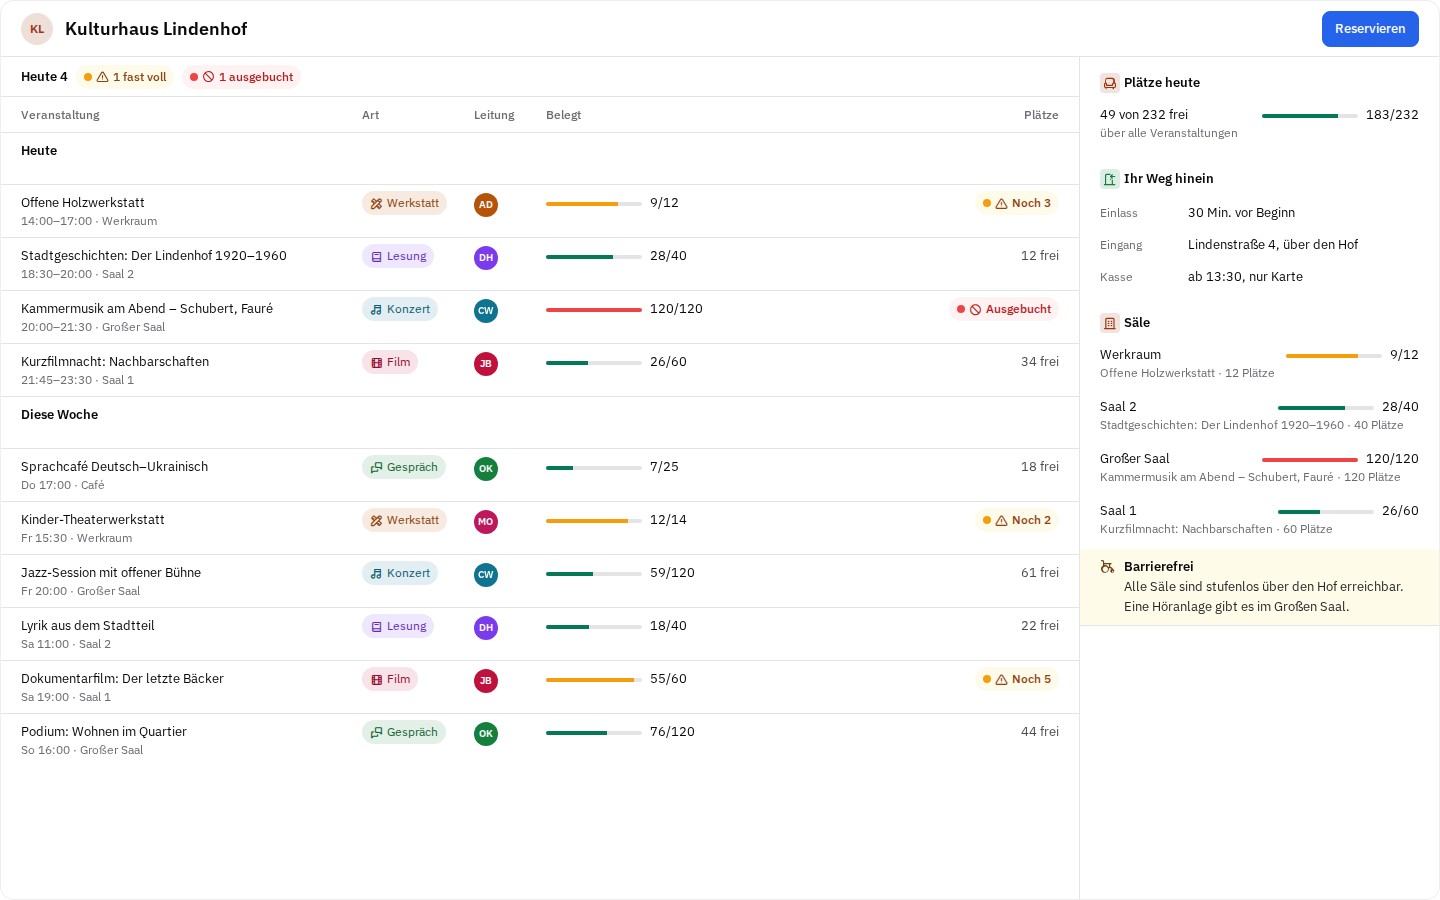 KL Kulturhaus Lindenhof Reservieren
Heute 4 1 fast voll 1 ausgebucht
Veranstaltung Art Leitung Belegt Plätze
Heute
Offene Holzwerkstatt Werkstatt AD 9/12 Noch 3
14:00–17:00 · Werkraum
Stadtgeschichten: Der Lindenhof 1920–1960 Lesung DH 28/40 12 frei
18:30–20:00 · Saal 2
Kammermusik am Abend – Schubert, Fauré Konzert CW 120/120 Ausgebucht
20:00–21:30 · Großer Saal
Kurzfilmnacht: Nachbarschaften Film JB 26/60 34 frei
21:45–23:30 · Saal 1
Diese Woche
Sprachcafé Deutsch–Ukrainisch Gespräch OK 7/25 18 frei
Do 17:00 · Café
Kinder-Theaterwerkstatt Werkstatt MO 12/14 Noch 2
Fr 15:30 · Werkraum
Jazz-Session mit offener Bühne Konzert CW 59/120 61 frei
Fr 20:00 · Großer Saal
Lyrik aus dem Stadtteil Lesung DH 18/40 22 frei
Sa 11:00 · Saal 2
Dokumentarfilm: Der letzte Bäcker Film JB 55/60 Noch 5
Sa 19:00 · Saal 1
Podium: Wohnen im Quartier Gespräch OK 76/120 44 frei
So 16:00 · Großer Saal
Plätze heute
49 von 232 frei 183/232
über alle Veranstaltungen
Ihr Weg hinein
Einlass 30 Min. vor Beginn
Eingang Lindenstraße 4, über den Hof
Kasse ab 13:30, nur Karte
Säle
Werkraum 9/12
Offene Holzwerkstatt · 12 Plätze
Saal 2 28/40
Stadtgeschichten: Der Lindenhof 1920–1960 · 40 Plätze
Großer Saal 120/120
Kammermusik am Abend – Schubert, Fauré · 120 Plätze
Saal 1 26/60
Kurzfilmnacht: Nachbarschaften · 60 Plätze
Barrierefrei
Alle Säle sind stufenlos über den Hof erreichbar.
Eine Höranlage gibt es im Großen Saal.